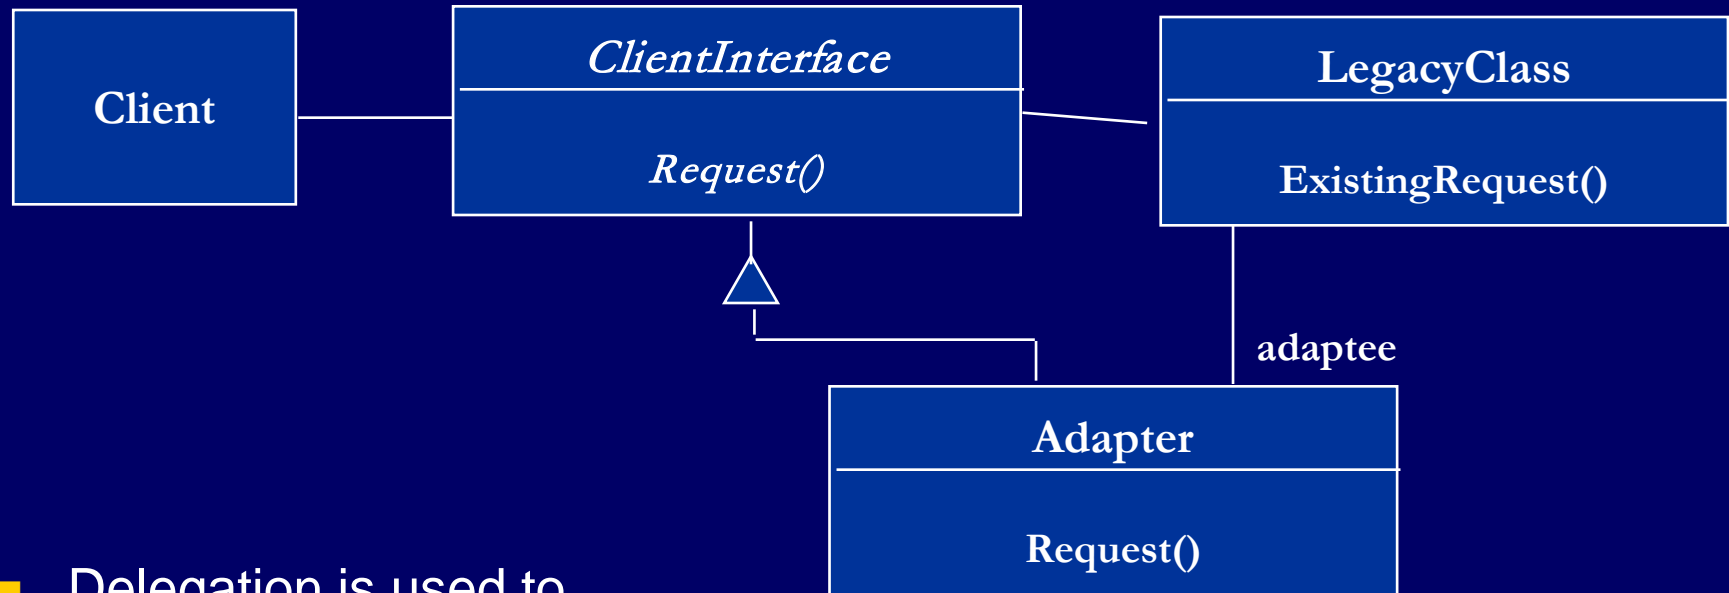 Client
ClientInterface
Request()
LegacyClass
ExistingRequest()
adaptee
Adapter
Request()
Delegation is used to